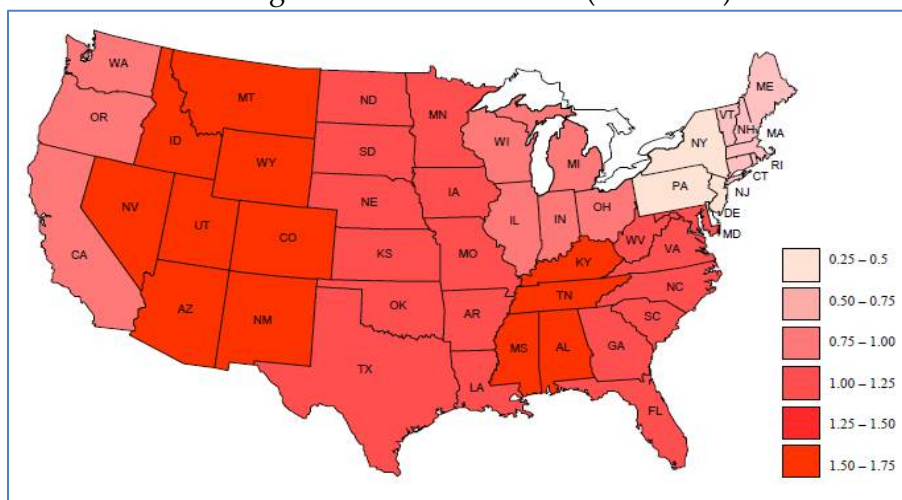 WA
MT
ND
MN
ME
OR
ID
SD
WI
MI
NY
VT
NH
MA
RI
CT
WY
NE
IA
PA
NJ
DE
MD
NV
UT
CO
IL
IN
OH
CA
KS
MO
WV
VA
KY
AZ
NM
OK
AR
TN
NC
SC
TX
LA
MS
AL
GA
FL
0.25 – 0.5
0.50 – 0.75
0.75 – 1.00
1.00 – 1.25
1.25 – 1.50
1.50 – 1.75